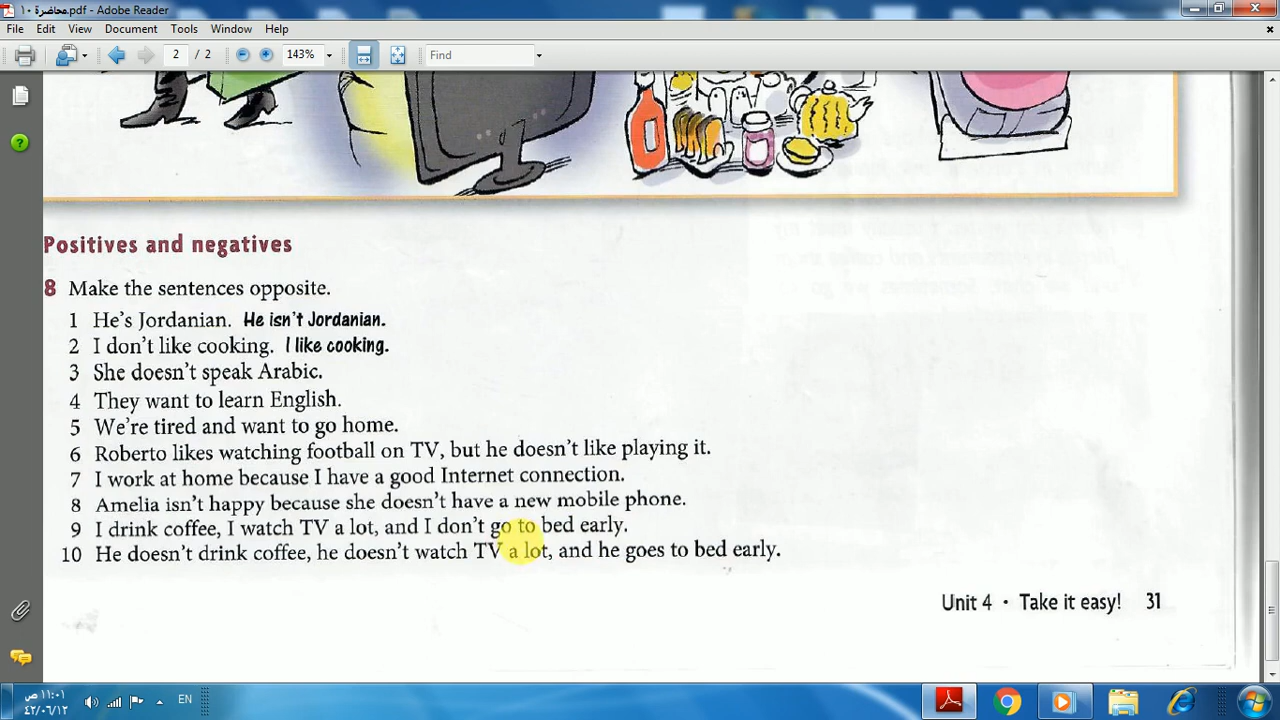 محاضرة ١٠.pdf - Adobe Reader
File Edit View Document Tools Window Help
2 / 2 143% Find
Positives and negatives
8 Make the sentences opposite.
1 He's Jordanian. He isn't Jordanian.
2 I don't like cooking. I like cooking.
3 She doesn't speak Arabic.
4 They want to learn English.
5 We're tired and want to go home.
6 Roberto likes watching football on TV, but he doesn't like playing it.
7 I work at home because I have a good Internet connection.
8 Amelia isn't happy because she doesn't have a new mobile phone.
9 I drink coffee, I watch TV a lot, and I don't go to bed early.
10 He doesn't drink coffee, he doesn't watch TV a lot, and he goes to bed early.
Unit 4 · Take it easy! 31
١١:٠١ ص
EN
٤٢/٠٦/١٢